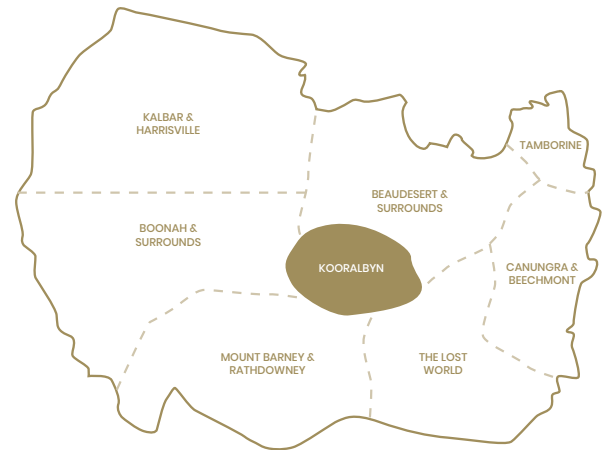 KALBAR &
HARRISVILLE
TAMBORINE
BEAUDESERT &
SURROUNDS
BOONAH &
SURROUNDS
KOORALBYN
CANUNGRA &
BEECHMONT
MOUNT BARNEY &
RATHDOWNEY
THE LOST
WORLD